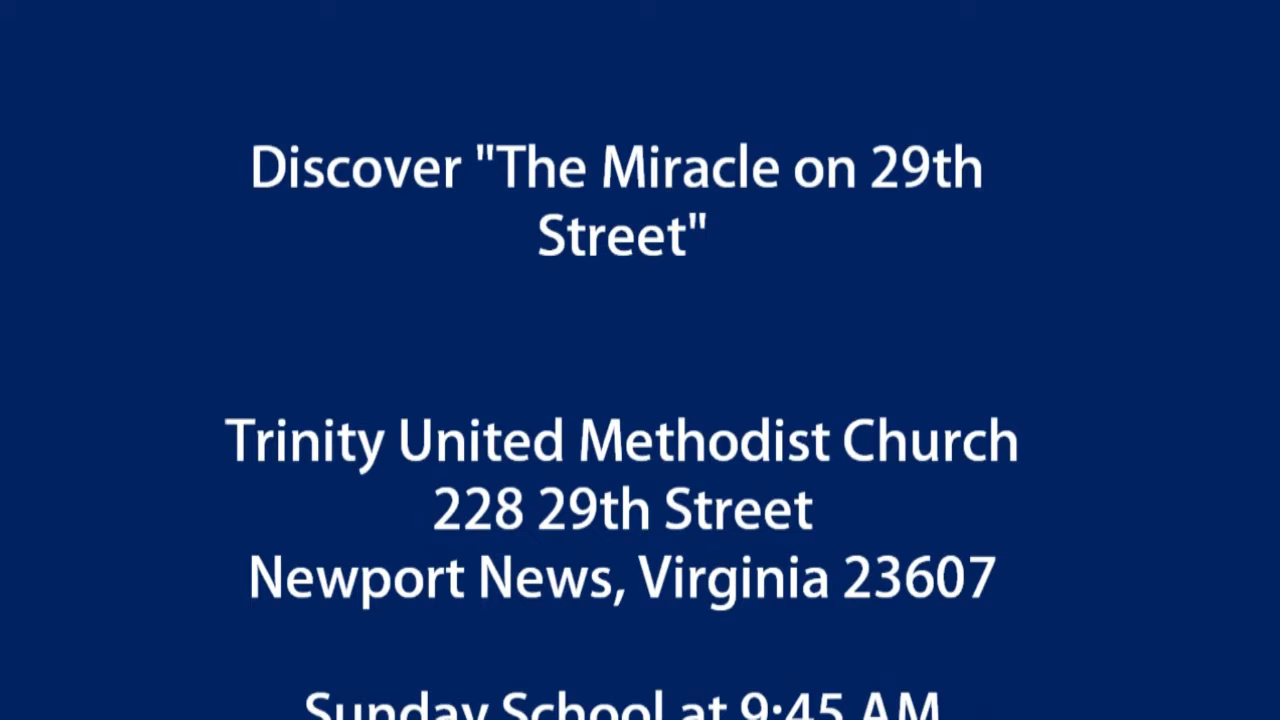 Discover "The Miracle on 29th
Street"
Trinity United Methodist Church
228 29th Street
Newport News, Virginia 23607
Sunday School at 9:45 AM